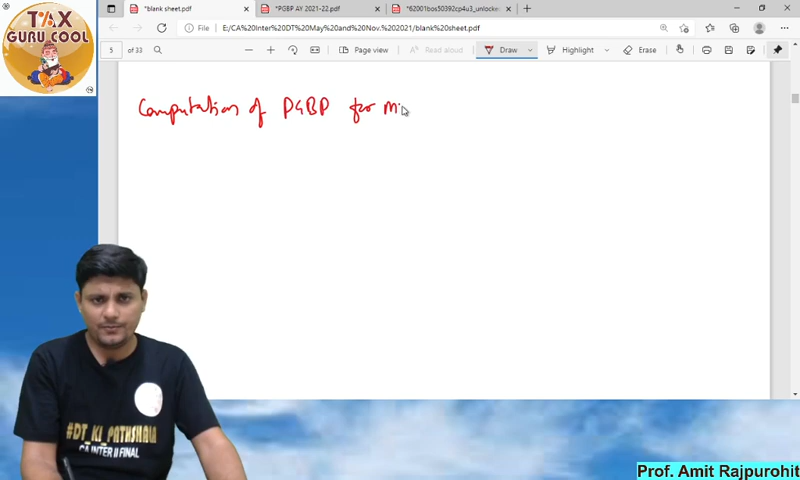 TAX
GURU COOL
*blank sheet.pdf
*PGBP AY 2021-22.pdf
*62001bos50392cp4u3_unlocke
File
E:/CA%20Inter%20DT%20May%20and%20Nov.%202021/blank%20sheet.pdf
5 of 33
Page view
Read aloud
Draw
Highlight
Erase
Computation of PGBP for Mr
#DT_KI_PATHSHALA
CA INTER II FINAL
Prof. Amit Rajpurohit